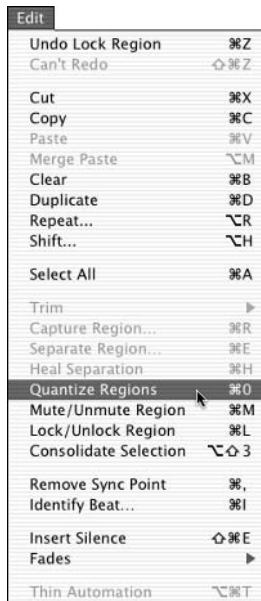 Edit
Undo Lock Region ⌘Z
Can't Redo ⇧⌘Z
Cut ⌘X
Copy ⌘C
Paste ⌘V
Merge Paste ⌥M
Clear ⌘B
Duplicate ⌘D
Repeat... ⌥R
Shift... ⌥H
Select All ⌘A
Trim ▶
Capture Region... ⌘R
Separate Region... ⌘E
Heal Separation ⌘H
Quantize Regions ⌘0
Mute/Unmute Region ⌘M
Lock/Unlock Region ⌘L
Consolidate Selection ⌥⇧3
Remove Sync Point ⌘,
Identify Beat... ⌘I
Insert Silence ⇧⌘E
Fades ▶
Thin Automation ⌥⌘T